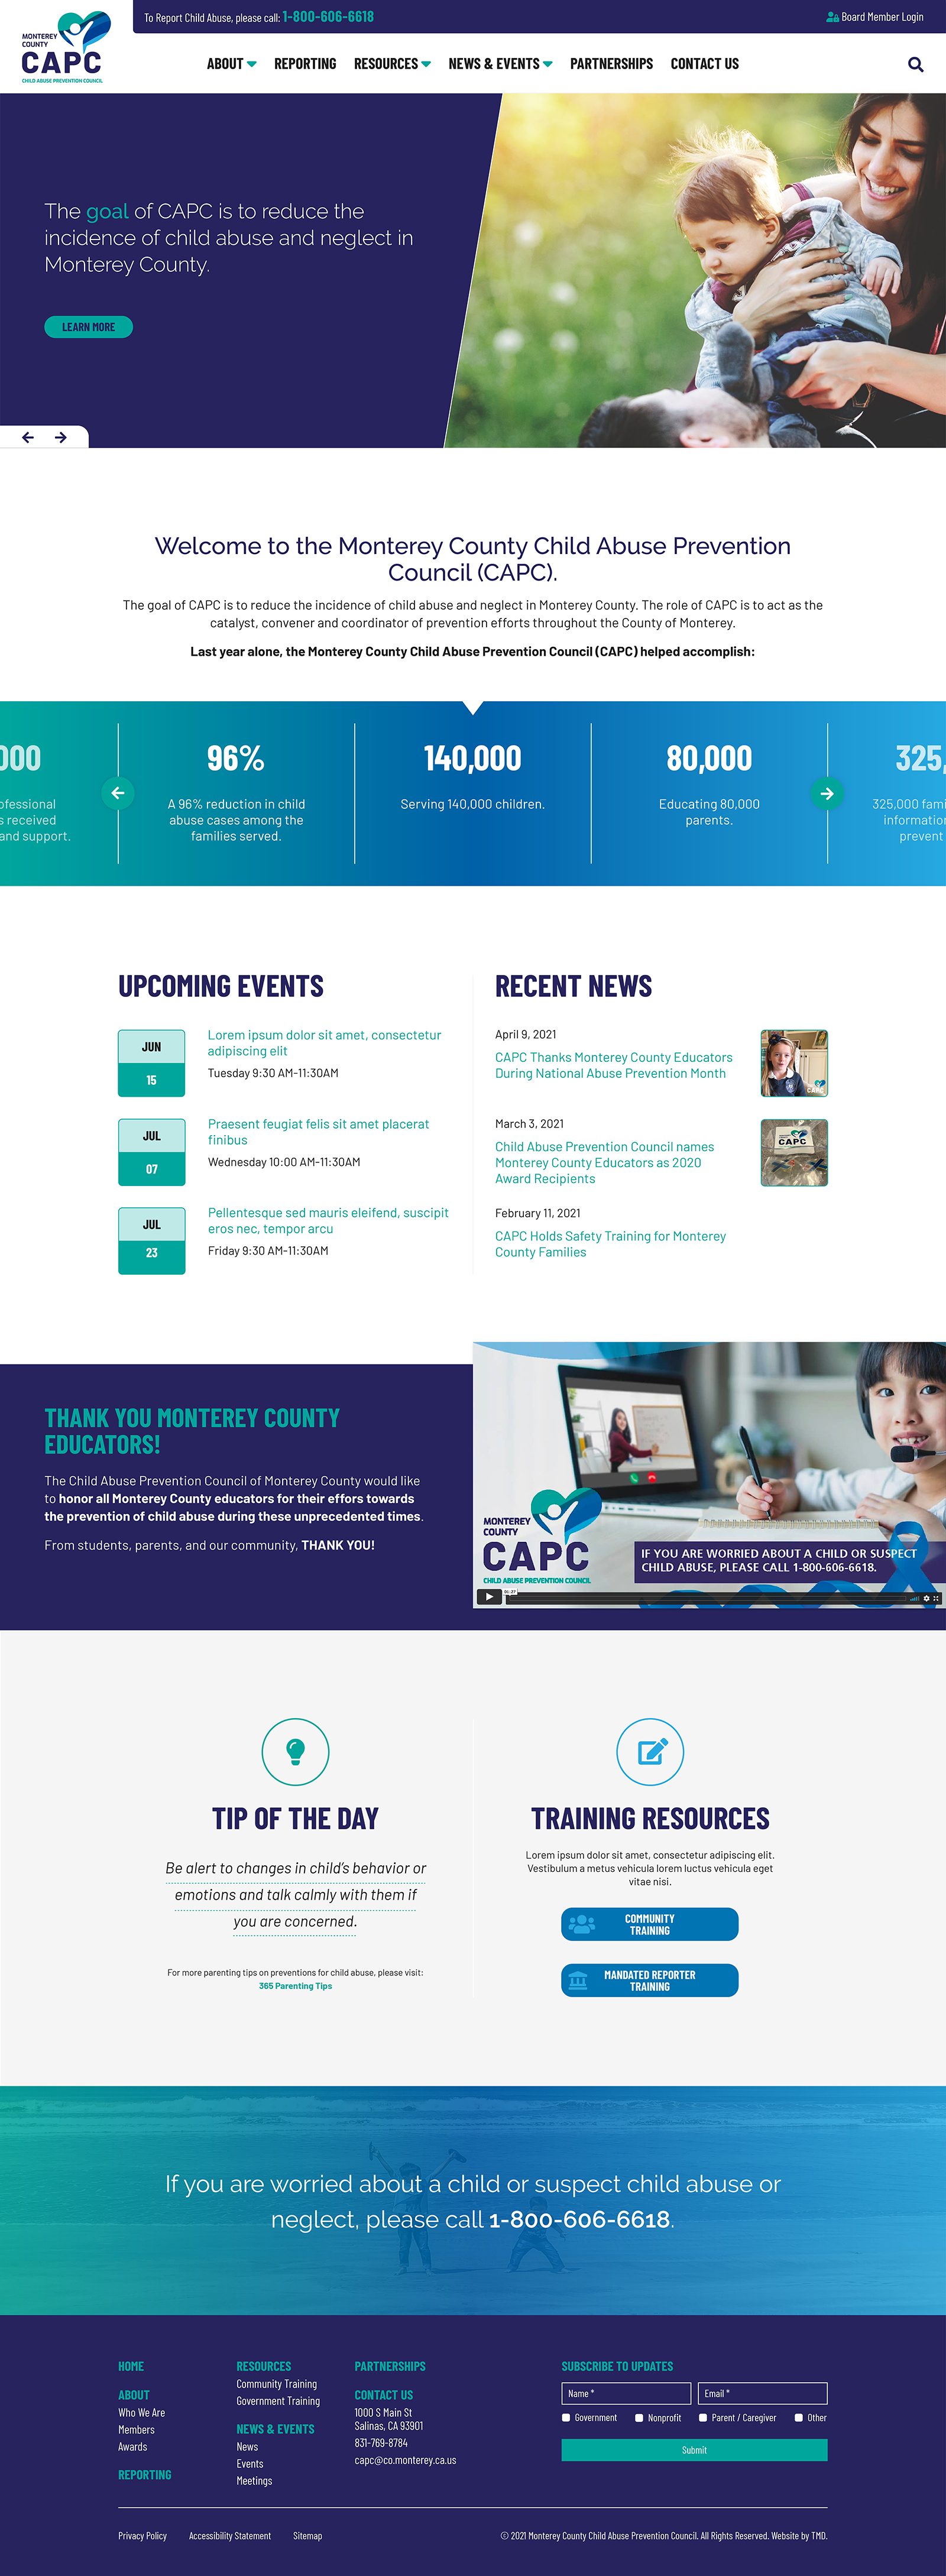 To Report Child Abuse, please call: 1-800-606-6618
Board Member Login
MONTEREY
COUNTY
CAPC
CHILD ABUSE PREVENTION COUNCIL
ABOUT
REPORTING
RESOURCES
NEWS & EVENTS
PARTNERSHIPS
CONTACT US
The goal of CAPC is to reduce the
incidence of child abuse and neglect in
Monterey County.
LEARN MORE
Welcome to the Monterey County Child Abuse Prevention
Council (CAPC).
The goal of CAPC is to reduce the incidence of child abuse and neglect in Monterey County. The role of CAPC is to act as the
catalyst, convener and coordinator of prevention efforts throughout the County of Monterey.
Last year alone, the Monterey County Child Abuse Prevention Council (CAPC) helped accomplish:
000
ofessional
s received
and support.
96%
A 96% reduction in child
abuse cases among the
families served.
140,000
Serving 140,000 children.
80,000
Educating 80,000
parents.
325,
325,000 fami
information
prevent
UPCOMING EVENTS
JUN
15
Lorem ipsum dolor sit amet, consectetur
adipiscing elit
Tuesday 9:30 AM-11:30AM
JUL
07
Praesent feugiat felis sit amet placerat
finibus
Wednesday 10:00 AM-11:30AM
JUL
23
Pellentesque sed mauris eleifend, suscipit
eros nec, tempor arcu
Friday 9:30 AM-11:30AM
RECENT NEWS
April 9, 2021
CAPC Thanks Monterey County Educators
During National Abuse Prevention Month
CAPC
March 3, 2021
Child Abuse Prevention Council names
Monterey County Educators as 2020
Award Recipients
CAPC
February 11, 2021
CAPC Holds Safety Training for Monterey
County Families
THANK YOU MONTEREY COUNTY
EDUCATORS!
The Child Abuse Prevention Council of Monterey County would like
to honor all Monterey County educators for their effors towards
the prevention of child abuse during these unprecedented times.
From students, parents, and our community, THANK YOU!
MONTEREY
COUNTY
CAPC
CHILD ABUSE PREVENTION COUNCIL
IF YOU ARE WORRIED ABOUT A CHILD OR SUSPECT
CHILD ABUSE, PLEASE CALL 1-800-606-6618.
TIP OF THE DAY
Be alert to changes in child's behavior or
emotions and talk calmly with them if
you are concerned.
For more parenting tips on preventions for child abuse, please visit:
365 Parenting Tips
TRAINING RESOURCES
Lorem ipsum dolor sit amet, consectetur adipiscing elit.
Vestibulum a metus vehicula lorem luctus vehicula eget
vitae nisi.
COMMUNITY
TRAINING
MANDATED REPORTER
TRAINING
If you are worried about a child or suspect child abuse or
neglect, please call 1-800-606-6618.
HOME
ABOUT
Who We Are
Members
Awards
REPORTING
RESOURCES
Community Training
Government Training
NEWS & EVENTS
News
Events
Meetings
PARTNERSHIPS
CONTACT US
1000 S Main St
Salinas, CA 93901
831-769-8784
capc@co.monterey.ca.us
SUBSCRIBE TO UPDATES
Name *
Email *
Government
Nonprofit
Parent / Caregiver
Other
Submit
Privacy Policy
Accessibility Statement
Sitemap
© 2021 Monterey County Child Abuse Prevention Council. All Rights Reserved. Website by TMD.